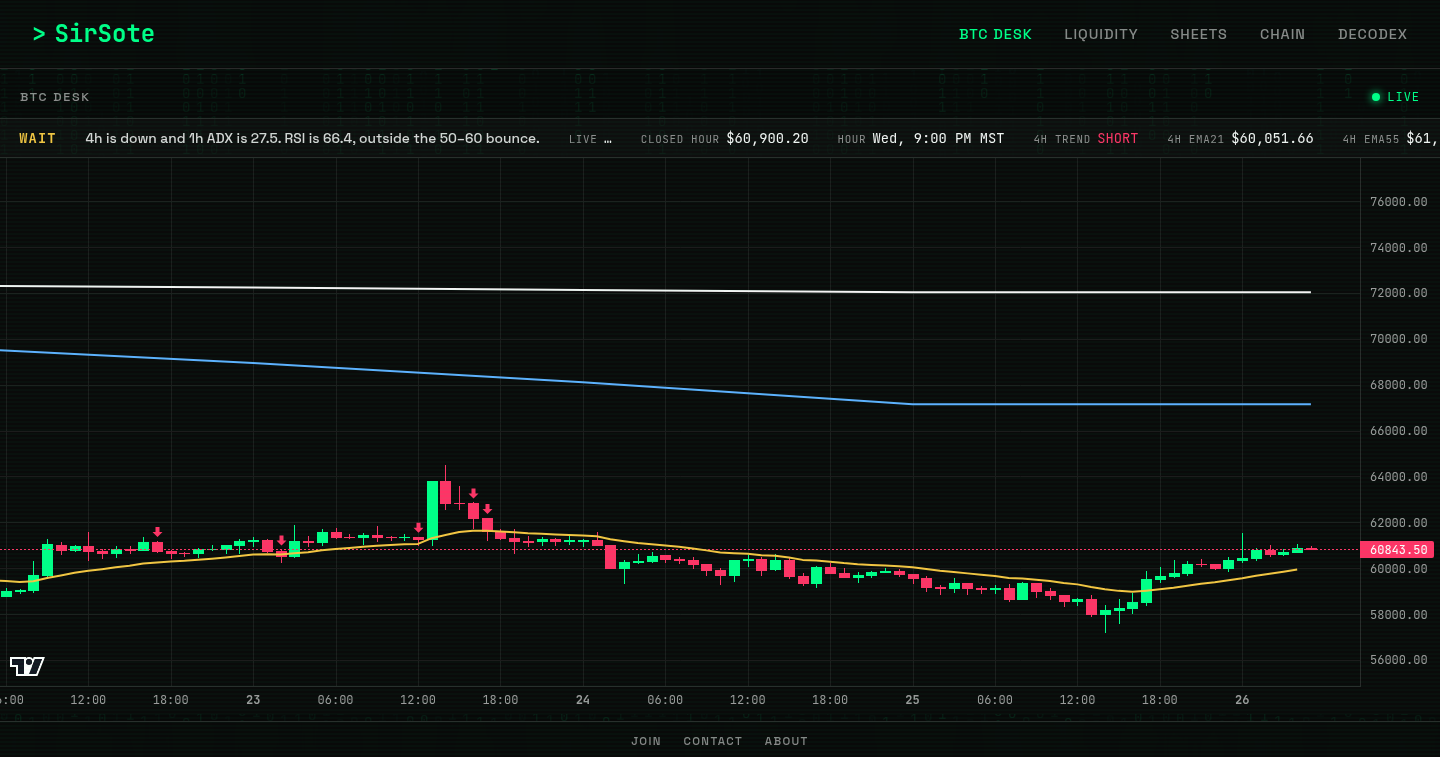 > SirSote
BTC DESK LIQUIDITY SHEETS CHAIN DECODEX
BTC DESK
LIVE
WAIT 4h is down and 1h ADX is 27.5. RSI is 66.4, outside the 50–60 bounce. LIVE … CLOSED HOUR $60,900.20 HOUR Wed, 9:00 PM MST 4H TREND SHORT 4H EMA21 $60,051.66 4H EMA55 $61,
76000.00
74000.00
72000.00
70000.00
68000.00
66000.00
64000.00
62000.00
60843.50
60000.00
58000.00
56000.00
:00 12:00 18:00 23 06:00 12:00 18:00 24 06:00 12:00 18:00 25 06:00 12:00 18:00 26
JOIN CONTACT ABOUT